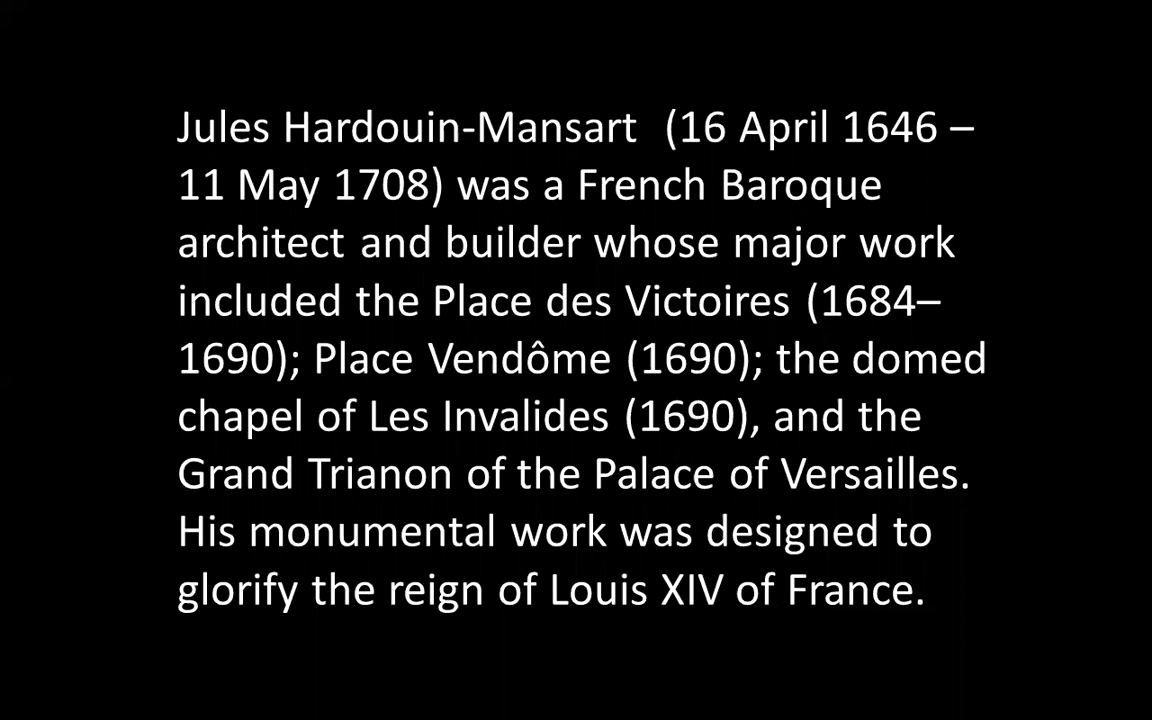 Jules Hardouin-Mansart  (16 April 1646 –
11 May 1708) was a French Baroque
architect and builder whose major work
included the Place des Victoires (1684–
1690); Place Vendôme (1690); the domed
chapel of Les Invalides (1690), and the
Grand Trianon of the Palace of Versailles.
His monumental work was designed to
glorify the reign of Louis XIV of France.